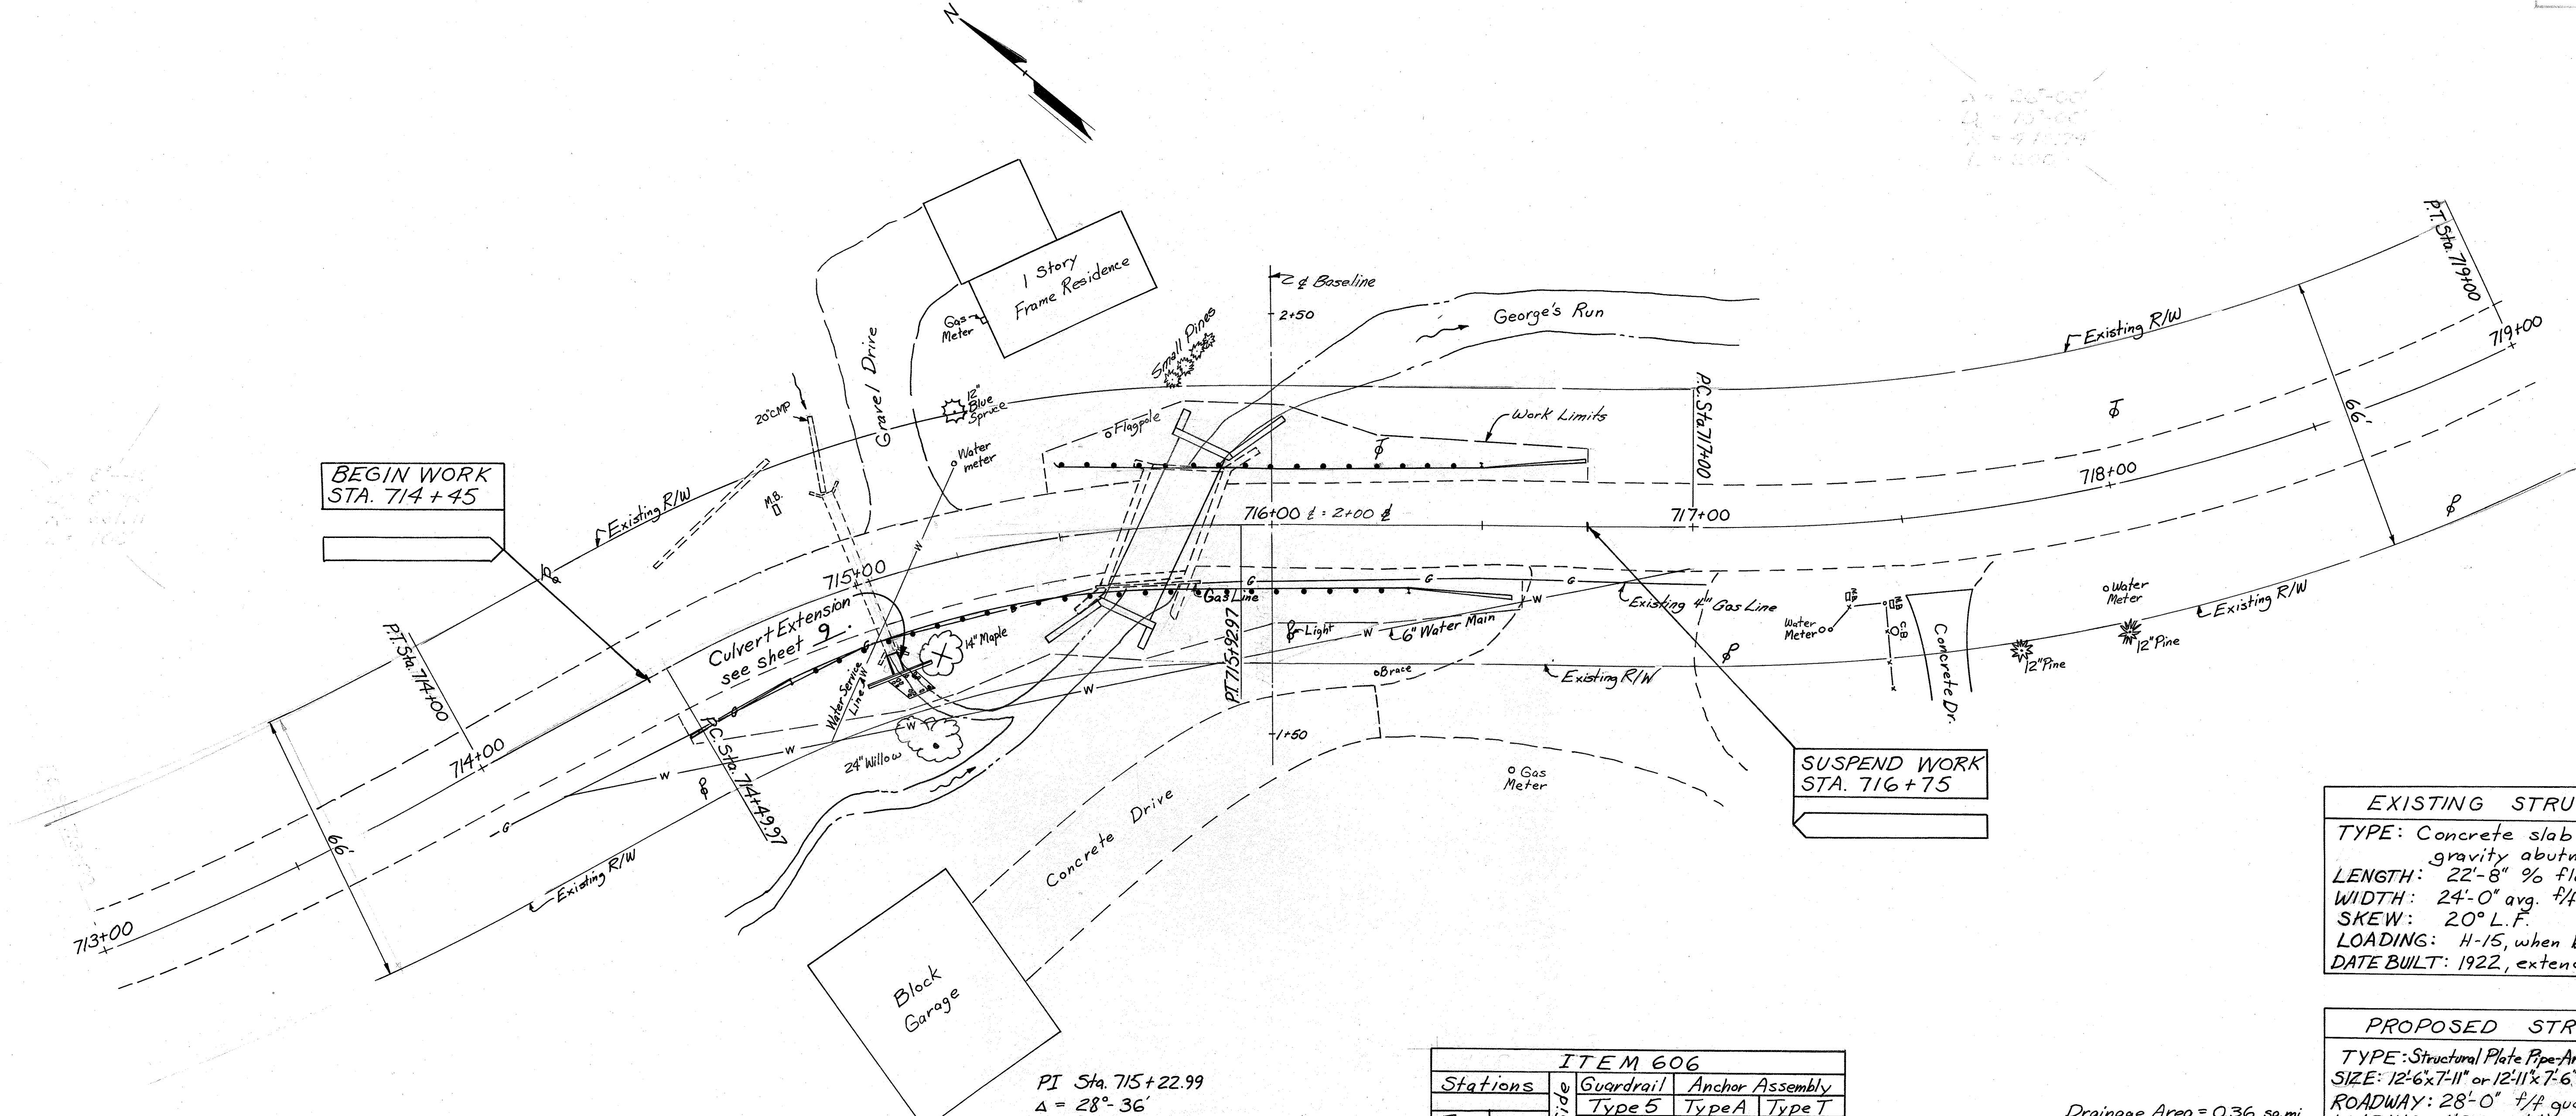 N
1 Story
Frame Residence
Gas
Meter
Gravel Drive
Small Pines
℄ Baseline
2+50
George's Run
Existing R/W
P.T. Sta. 719+00
719+00
66'
12"
Blue
Spruce
20"CMP
Flagpole
Work Limits
Water
meter
M.B.
P.C. Sta 717+00
718+00
BEGIN WORK
STA. 714+45
Existing R/W
716+00 ℄ = 2+00 ℄
717+00
715+00
Culvert Extension
see sheet 9.
P.T. Sta. 714+00
714+00
14" Maple
Water Service
Line
W
G
Gas Line
Existing 4" Gas Line
Light
6" Water Main
P.T. 715+92.97
Brace
Existing R/W
Water
Meter
M.B.
M.B.
C.B.
Concrete Dr.
Water
Meter
Existing R/W
12"Pine
12"Pine
P.C. Sta. 714+49.97
24" Willow
1+50
Gas
Meter
SUSPEND WORK
STA. 716+75
Concrete Drive
66'
Existing R/W
713+00
Block
Garage
PI Sta. 715+22.99
Δ = 28°-36'
ITEM 606
Stations
Guardrail
Anchor Assembly
Type 5
Type A
Type T
EXISTING STRU
TYPE: Concrete slab
gravity abutm
LENGTH: 22'-8" %
WIDTH: 24'-0" avg. f/f
SKEW: 20° L.F.
LOADING: H-15, when
DATE BUILT: 1922, exten
PROPOSED STR
TYPE: Structural Plate Pipe-Ar
SIZE: 12'-6"x7'-11" or 12'-11"x7'-6"
ROADWAY: 28'-0" f/f gu
Drainage Area = 0.36 sq. mi.